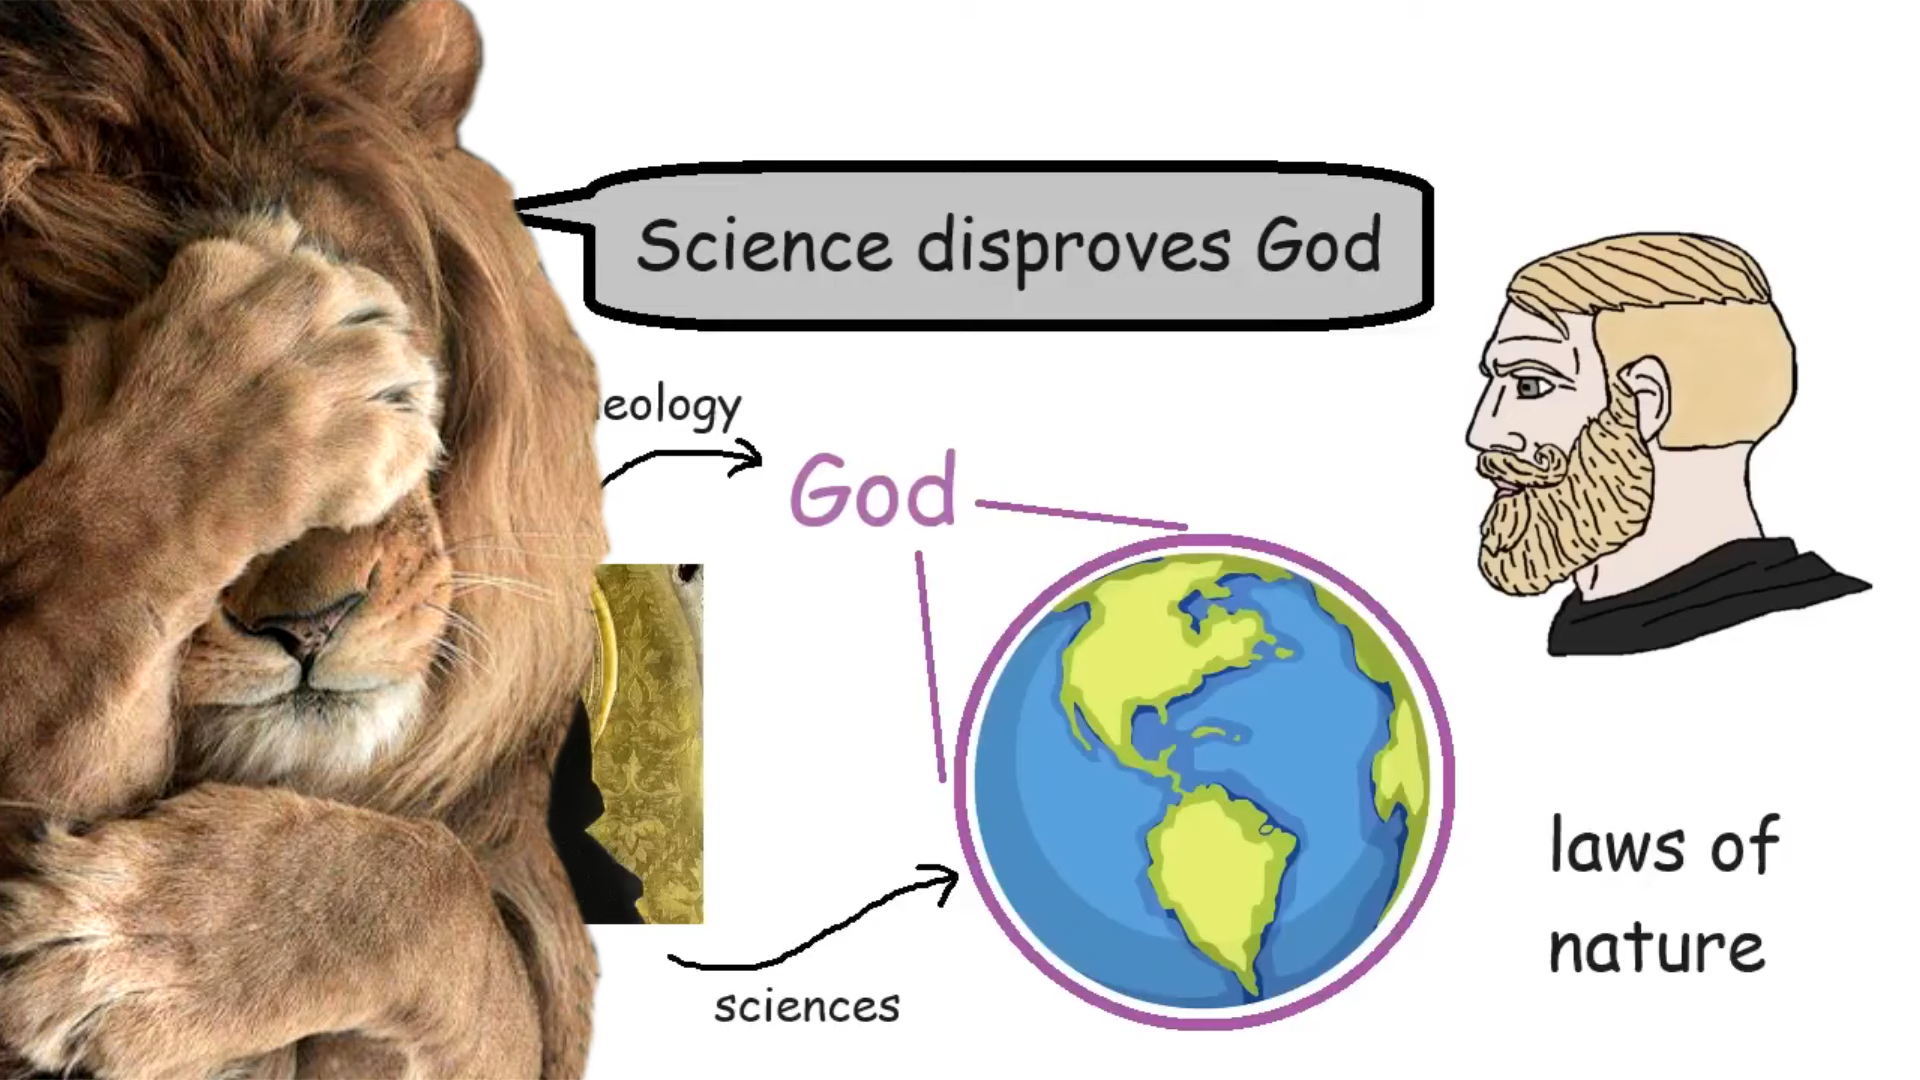 Science disproves God
eology
God
laws of
nature
sciences